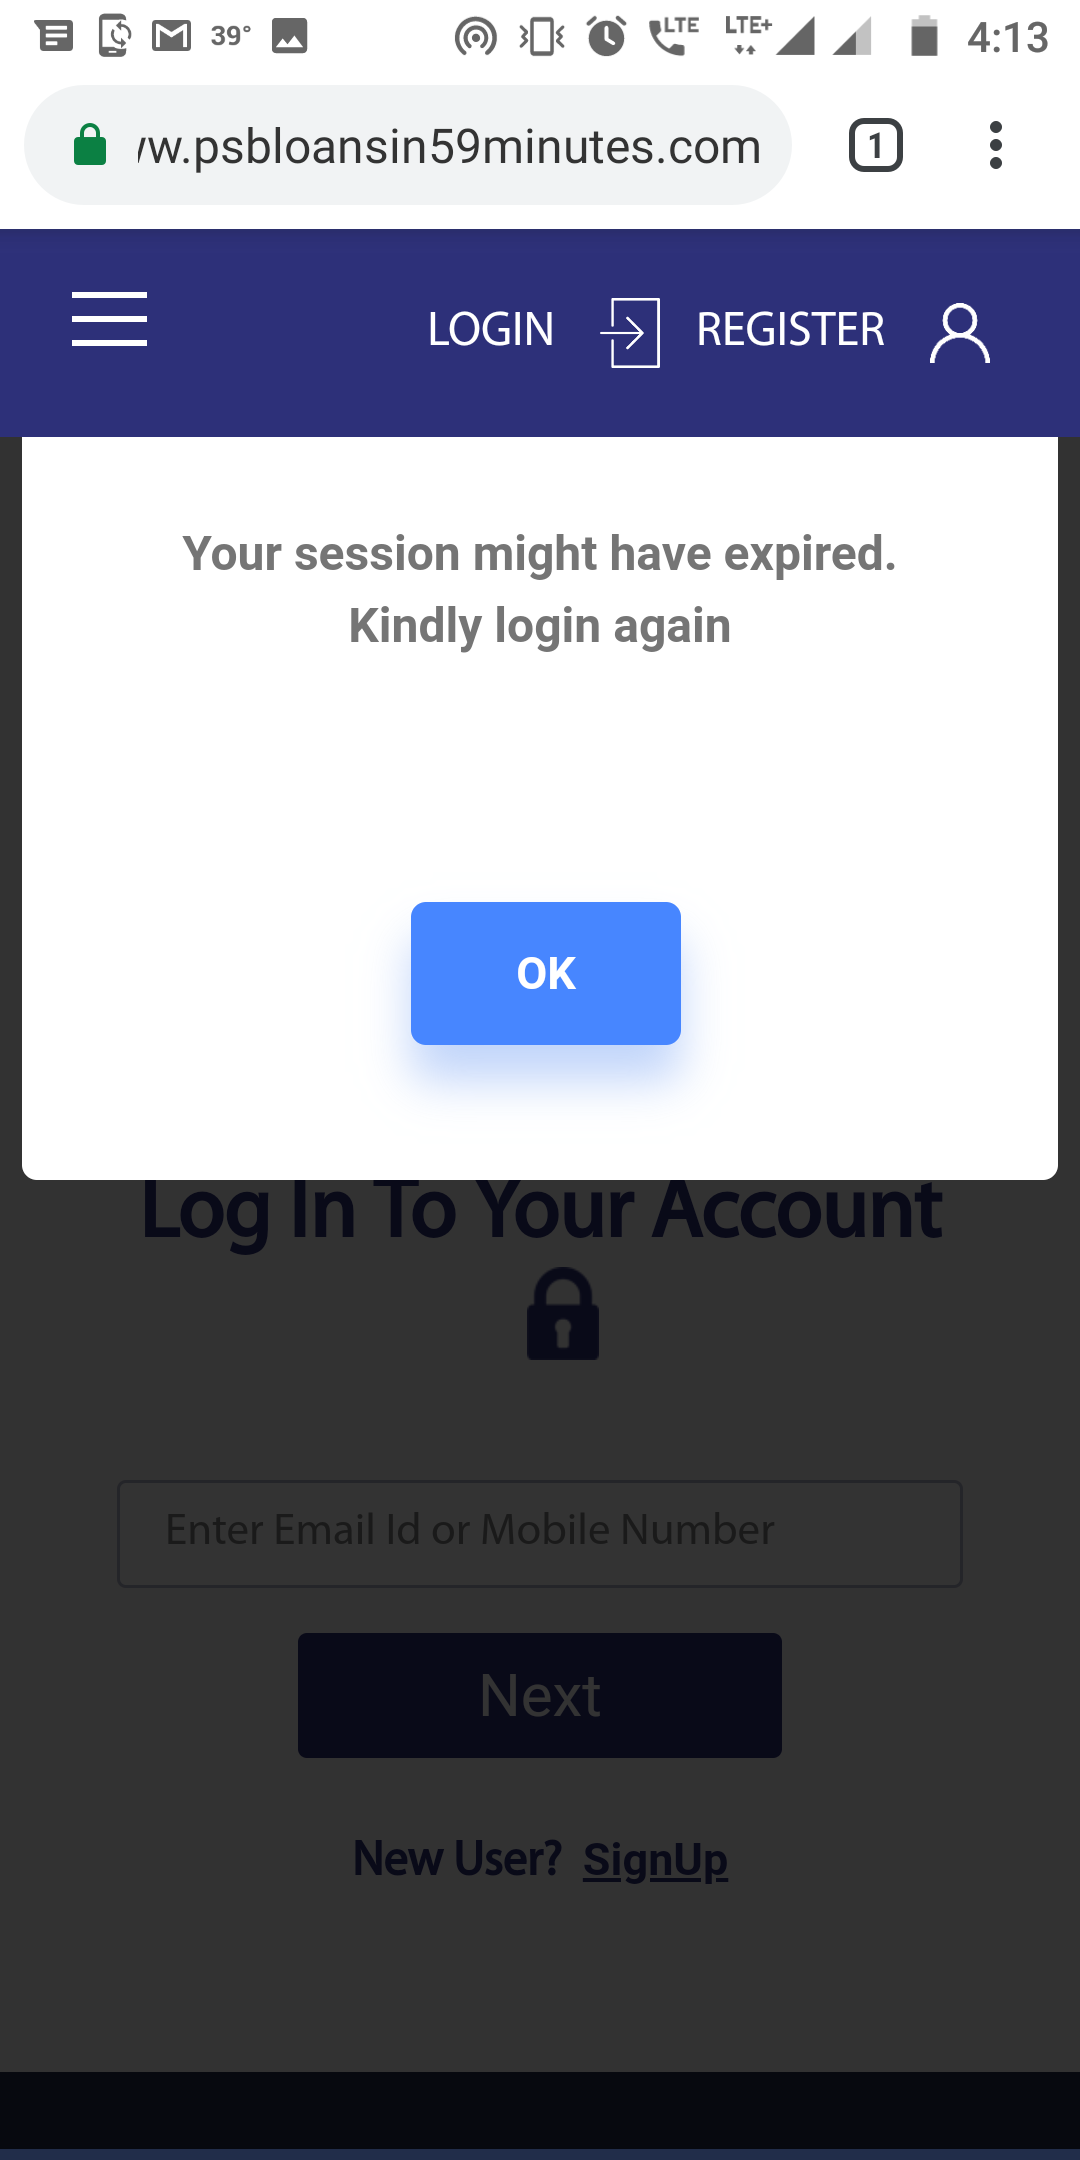 39°
LTE
LTE+
4:13
w.psbloansin59minutes.com
1
LOGIN
REGISTER
Your session might have expired.
Kindly login again
OK
Log In To Your Account
Enter Email Id or Mobile Number
Next
New User? SignUp